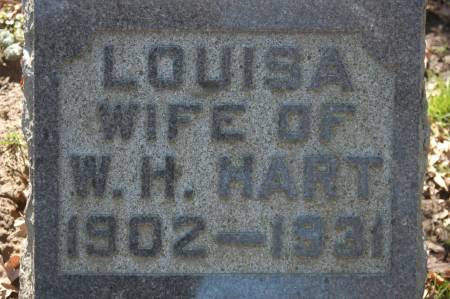 LOUISA
WIFE OF
W. H. HART
1902–1931